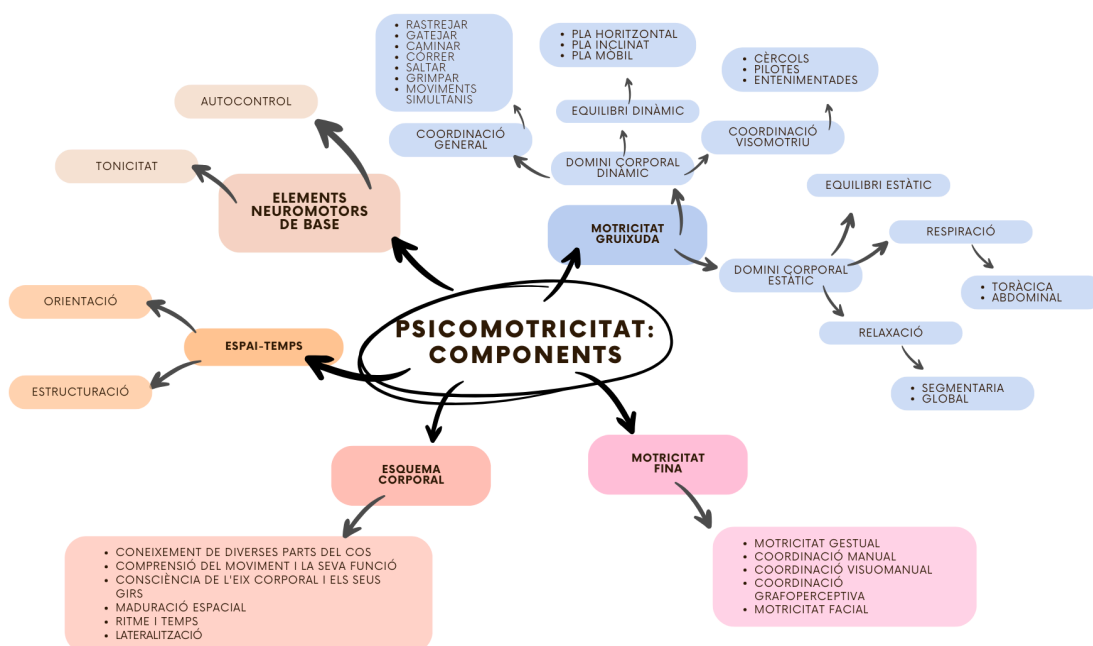 • RASTREJAR
• GATEJAR
• CAMINAR
• CÓRRER
• SALTAR
• GRIMPAR
• MOVIMENTS
SIMULTANIS
• PLA HORITZONTAL
• PLA INCLINAT
• PLA MÒBIL
• CÈRCOLS
• PILOTES
• ENTENIMENTADES
AUTOCONTROL
EQUILIBRI DINÀMIC
COORDINACIÓ
GENERAL
COORDINACIÓ
VISOMOTRIU
TONICITAT
DOMINI CORPORAL
DINÀMIC
EQUILIBRI ESTÀTIC
ELEMENTS
NEUROMOTORS
DE BASE
MOTRICITAT
GRUIXUDA
RESPIRACIÓ
DOMINI CORPORAL
ESTÀTIC
• TORÀCICA
• ABDOMINAL
ORIENTACIÓ
PSICOMOTRICITAT:
COMPONENTS
RELAXACIÓ
ESPAI-TEMPS
ESTRUCTURACIÓ
• SEGMENTARIA
• GLOBAL
ESQUEMA
CORPORAL
MOTRICITAT
FINA
• CONEIXEMENT DE DIVERSES PARTS DEL COS
• COMPRENSIÓ DEL MOVIMENT I LA SEVA FUNCIÓ
• CONSCIÈNCIA DE L'EIX CORPORAL I ELS SEUS
GIRS
• MADURACIÓ ESPACIAL
• RITME I TEMPS
• LATERALITZACIÓ
• MOTRICITAT GESTUAL
• COORDINACIÓ MANUAL
• COORDINACIÓ VISUOMANUAL
• COORDINACIÓ
GRAFOPERCEPTIVA
• MOTRICITAT FACIAL